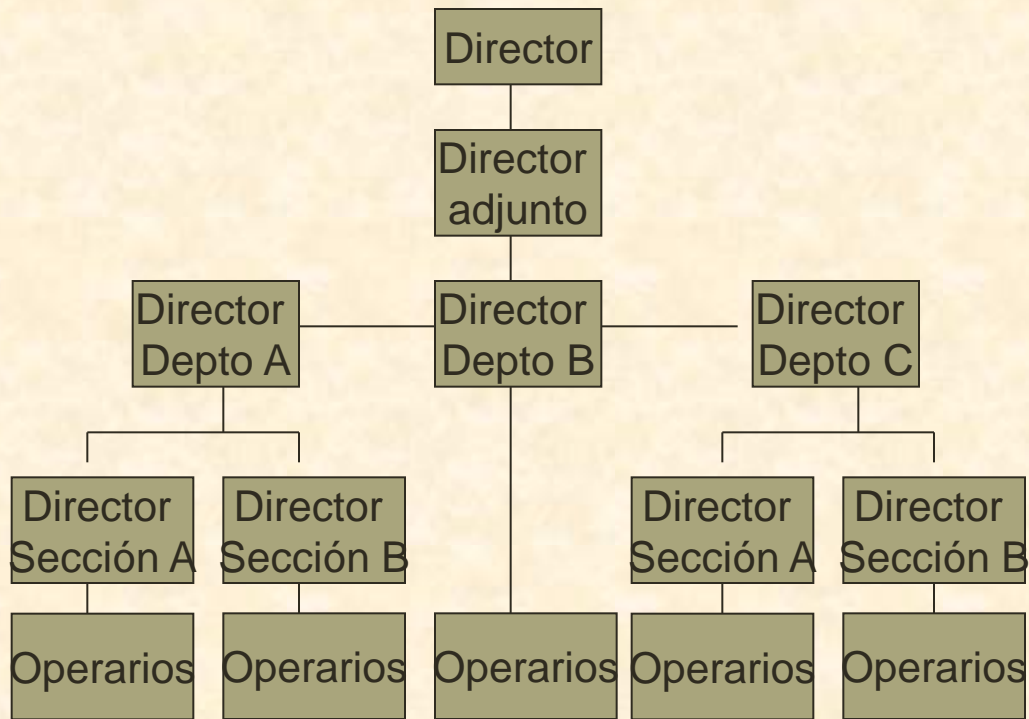 Director
Director
adjunto
Director
Depto A
Director
Depto B
Director
Depto C
Director
Sección A
Director
Sección B
Director
Sección A
Director
Sección B
Operarios
Operarios
Operarios
Operarios
Operarios